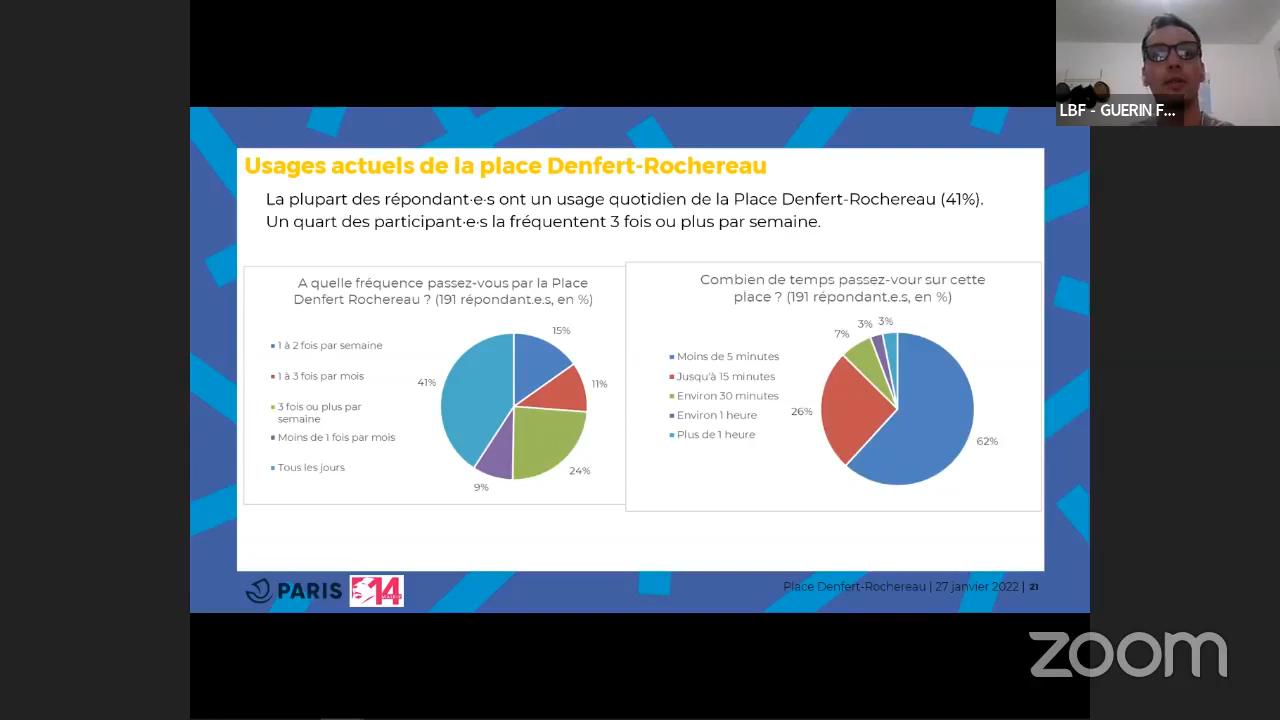 LBF - GUERIN F...
Usages actuels de la place Denfert-Rochereau
La plupart des répondant·e·s ont un usage quotidien de la Place Denfert-Rochereau (41%).
Un quart des participant·e·s la fréquentent 3 fois ou plus par semaine.
A quelle fréquence passez-vous par la Place
Denfert Rochereau ? (191 répondant.e.s, en %)
15%
1 à 2 fois par semaine
1 à 3 fois par mois
41%
11%
3 fois ou plus par
semaine
Moins de 1 fois par mois
Tous les jours
24%
9%
Combien de temps passez-vour sur cette
place ? (191 répondant.e.s, en %)
3%
3%
7%
Moins de 5 minutes
Jusqu'à 15 minutes
Environ 30 minutes
26%
Environ 1 heure
Plus de 1 heure
62%
PARIS
14
MAIRIE
Place Denfert-Rochereau | 27 janvier 2022 | 21
zoom